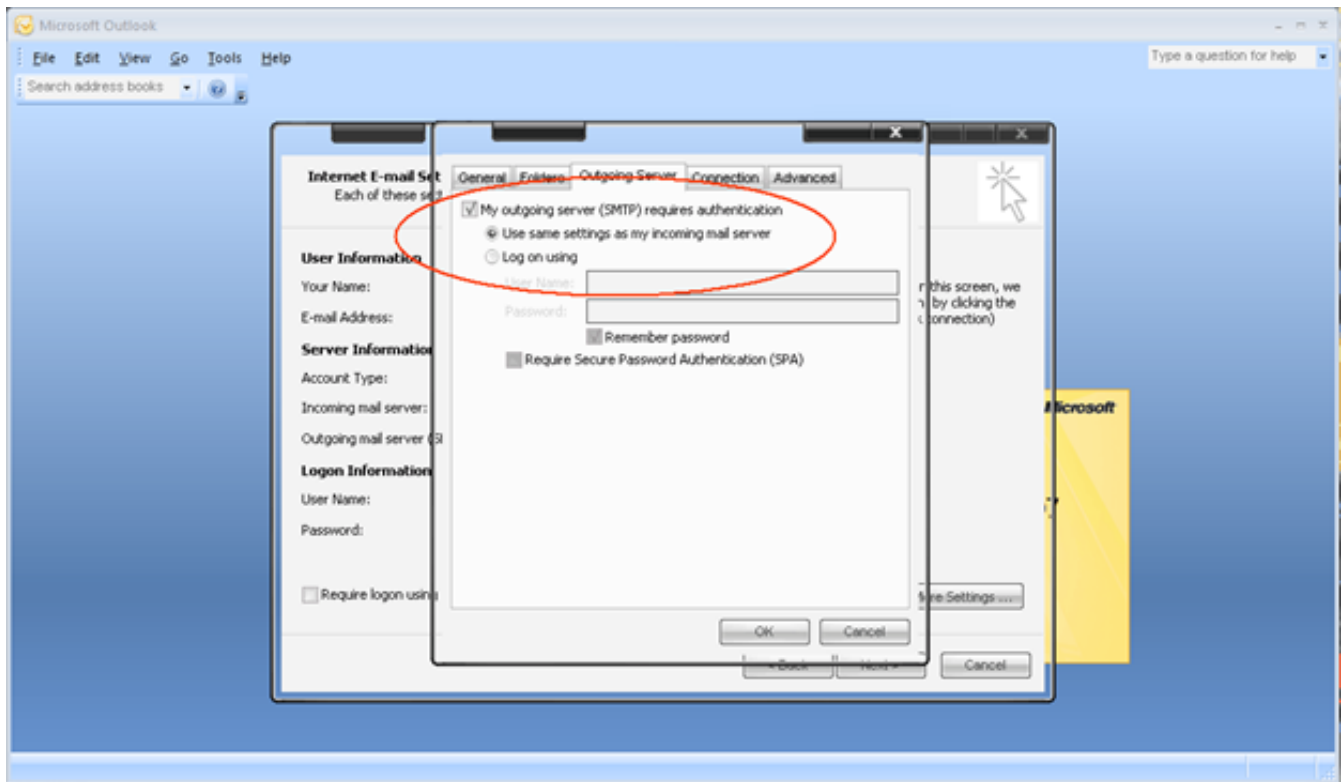 Microsoft Outlook
File Edit View Go Tools Help
Type a question for help
Search address books
Internet E-mail Set
Each of these set
General Folders Outgoing Server Connection Advanced
My outgoing server (SMTP) requires authentication
Use same settings as my incoming mail server
Log on using
User Name:
Password:
Remember password
Require Secure Password Authentication (SPA)
User Information
Your Name:
E-mail Address:
Server Information
Account Type:
Incoming mail server:
Outgoing mail server (S
Logon Information
User Name:
Password:
Require logon using
this screen, we
by clicking the
connection)
Microsoft
7
More Settings ...
OK Cancel
< Back Next > Cancel